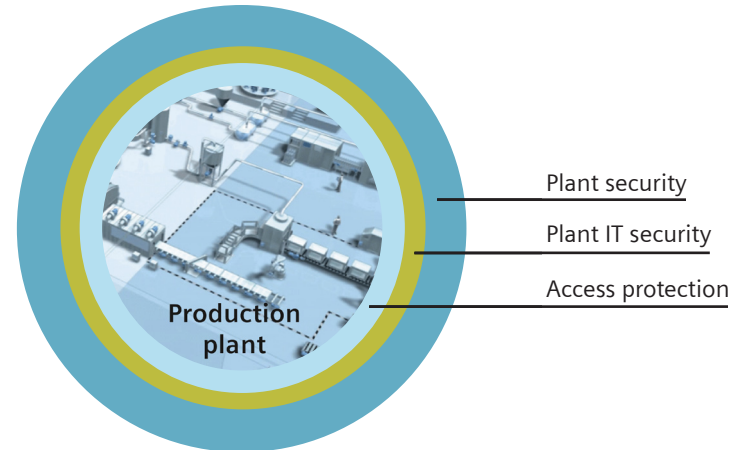 Plant security
Plant IT security
Access protection
Production
plant